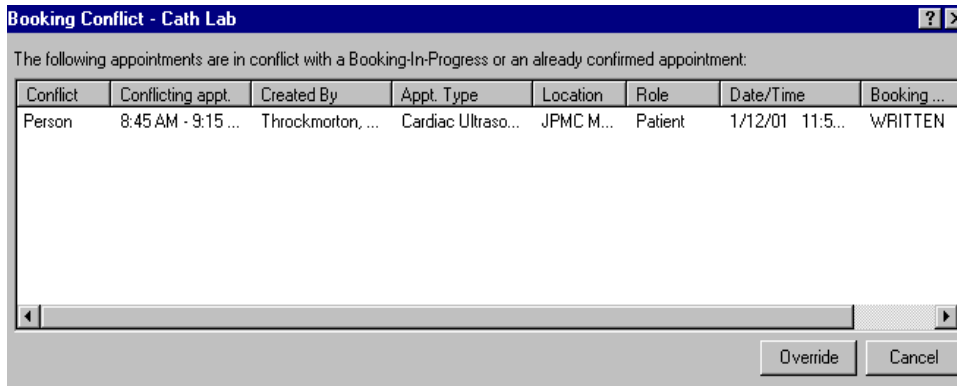 Booking Conflict - Cath Lab
The following appointments are in conflict with a Booking-In-Progress or an already confirmed appointment:
Conflict Conflicting appt. Created By Appt. Type Location Role Date/Time Booking ...
Person 8:45 AM - 9:15 ... Throckmorton, ... Cardiac Ultraso... JPMC M... Patient 1/12/01 11:5... WRITTEN
Override Cancel